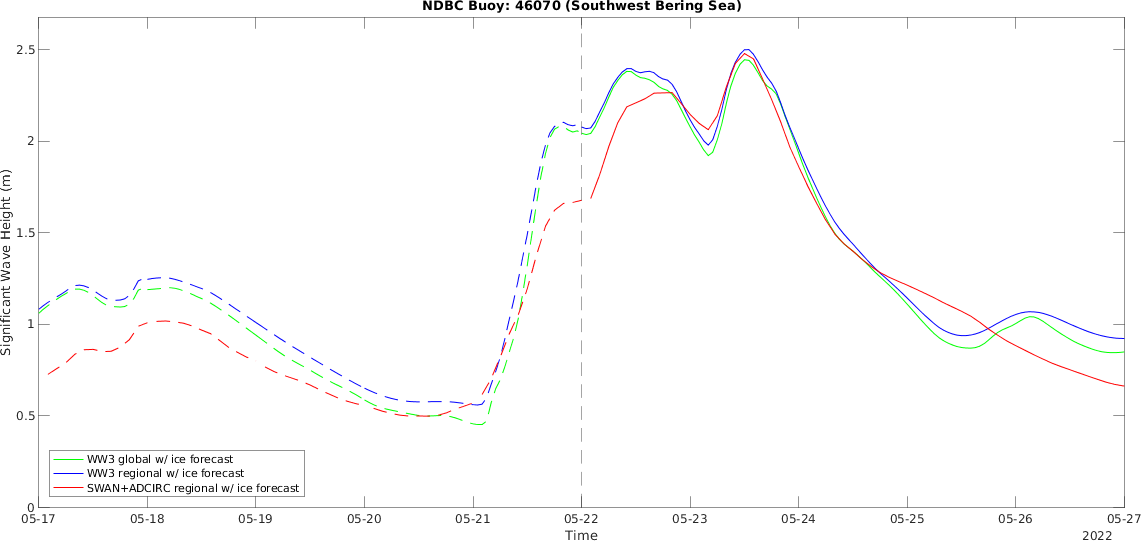 NDBC Buoy: 46070 (Southwest Bering Sea)
Significant Wave Height (m)
2.5
2
1.5
1
0.5
0
WW3 global w/ ice forecast
WW3 regional w/ ice forecast
SWAN+ADCIRC regional w/ ice forecast
05-17 05-18 05-19 05-20 05-21 05-22 05-23 05-24 05-25 05-26 05-27
Time
2022